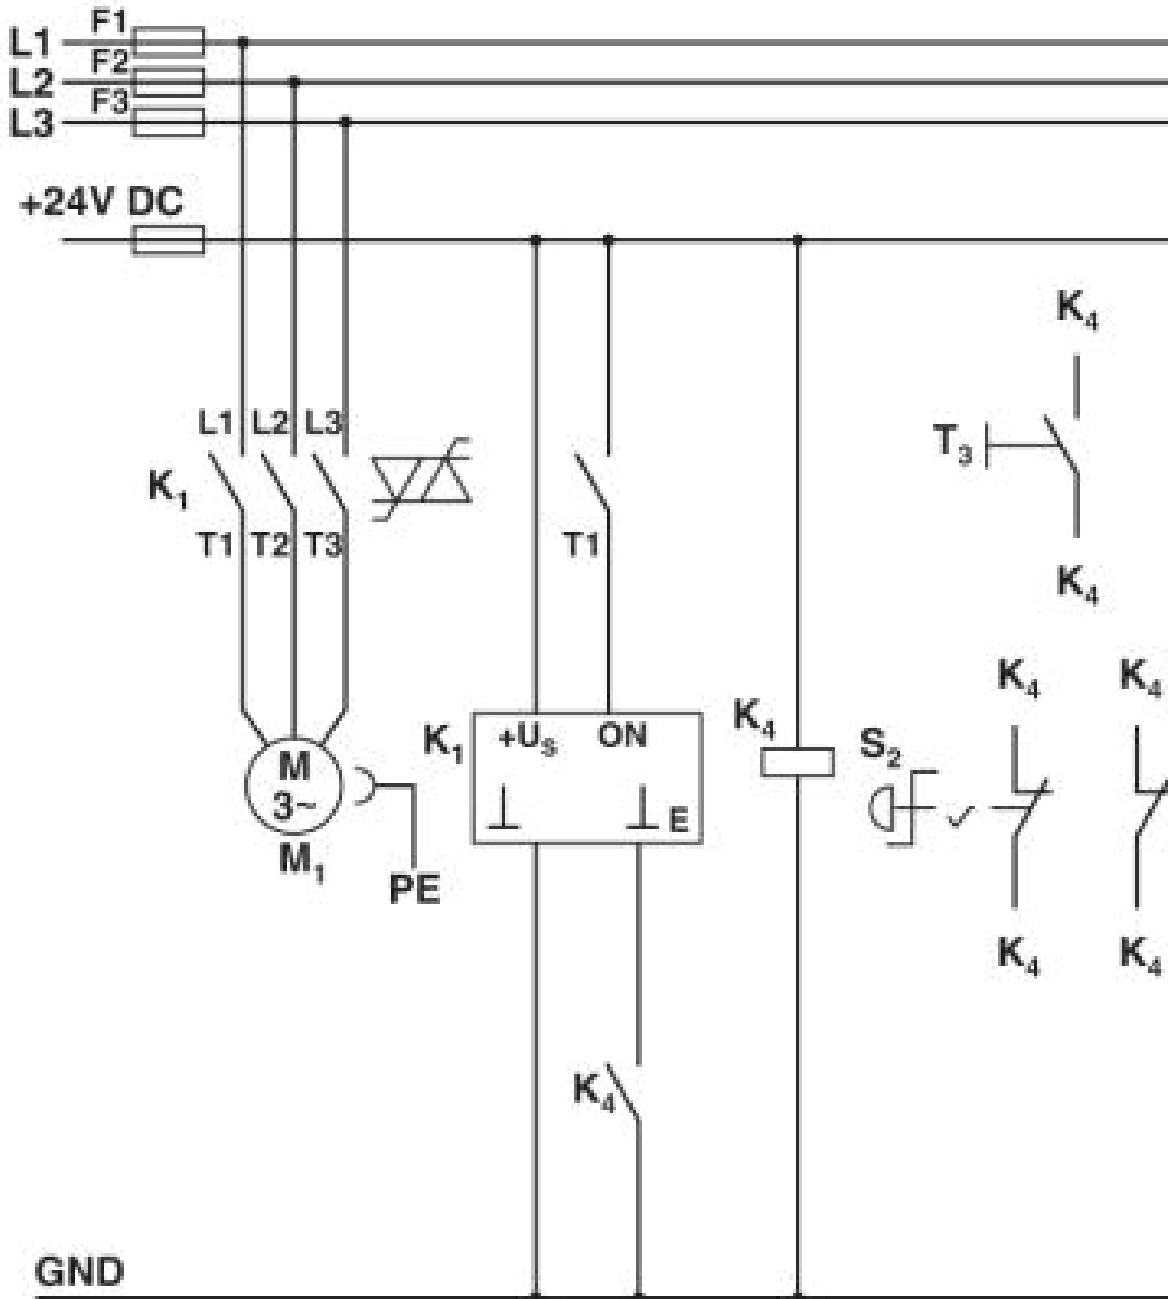 L1 F1
L2 F2
L3 F3
+24V DC
K4
L1 L2 L3
T3
K1
T1 T2 T3
T1
K4
K4 K4
K4
K1 +Us ON
S2
M
3~
E
M1
PE
K4 K4
K4
GND